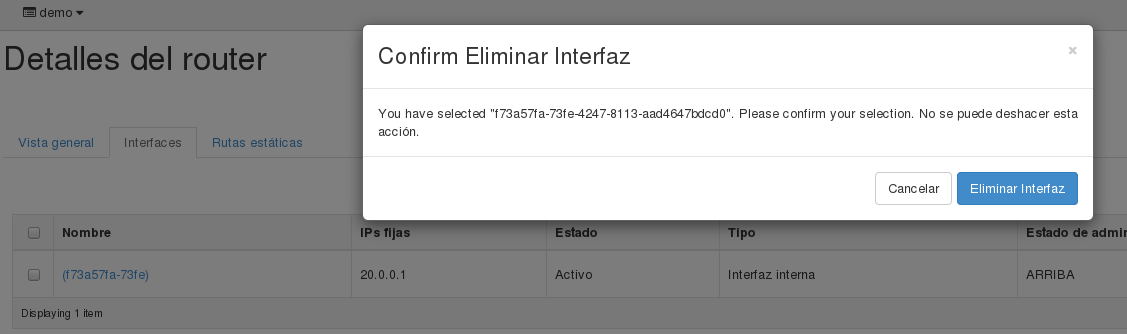 demo
Detalles del router
Confirm Eliminar Interfaz
×
You have selected "f73a57fa-73fe-4247-8113-aad4647bdcd0". Please confirm your selection. No se puede deshacer esta
acción.
Cancelar Eliminar Interfaz
Vista general Interfaces Rutas estáticas
Nombre IPs fijas Estado Tipo Estado de admin
(f73a57fa-73fe) 20.0.0.1 Activo Interfaz interna ARRIBA
Displaying 1 item